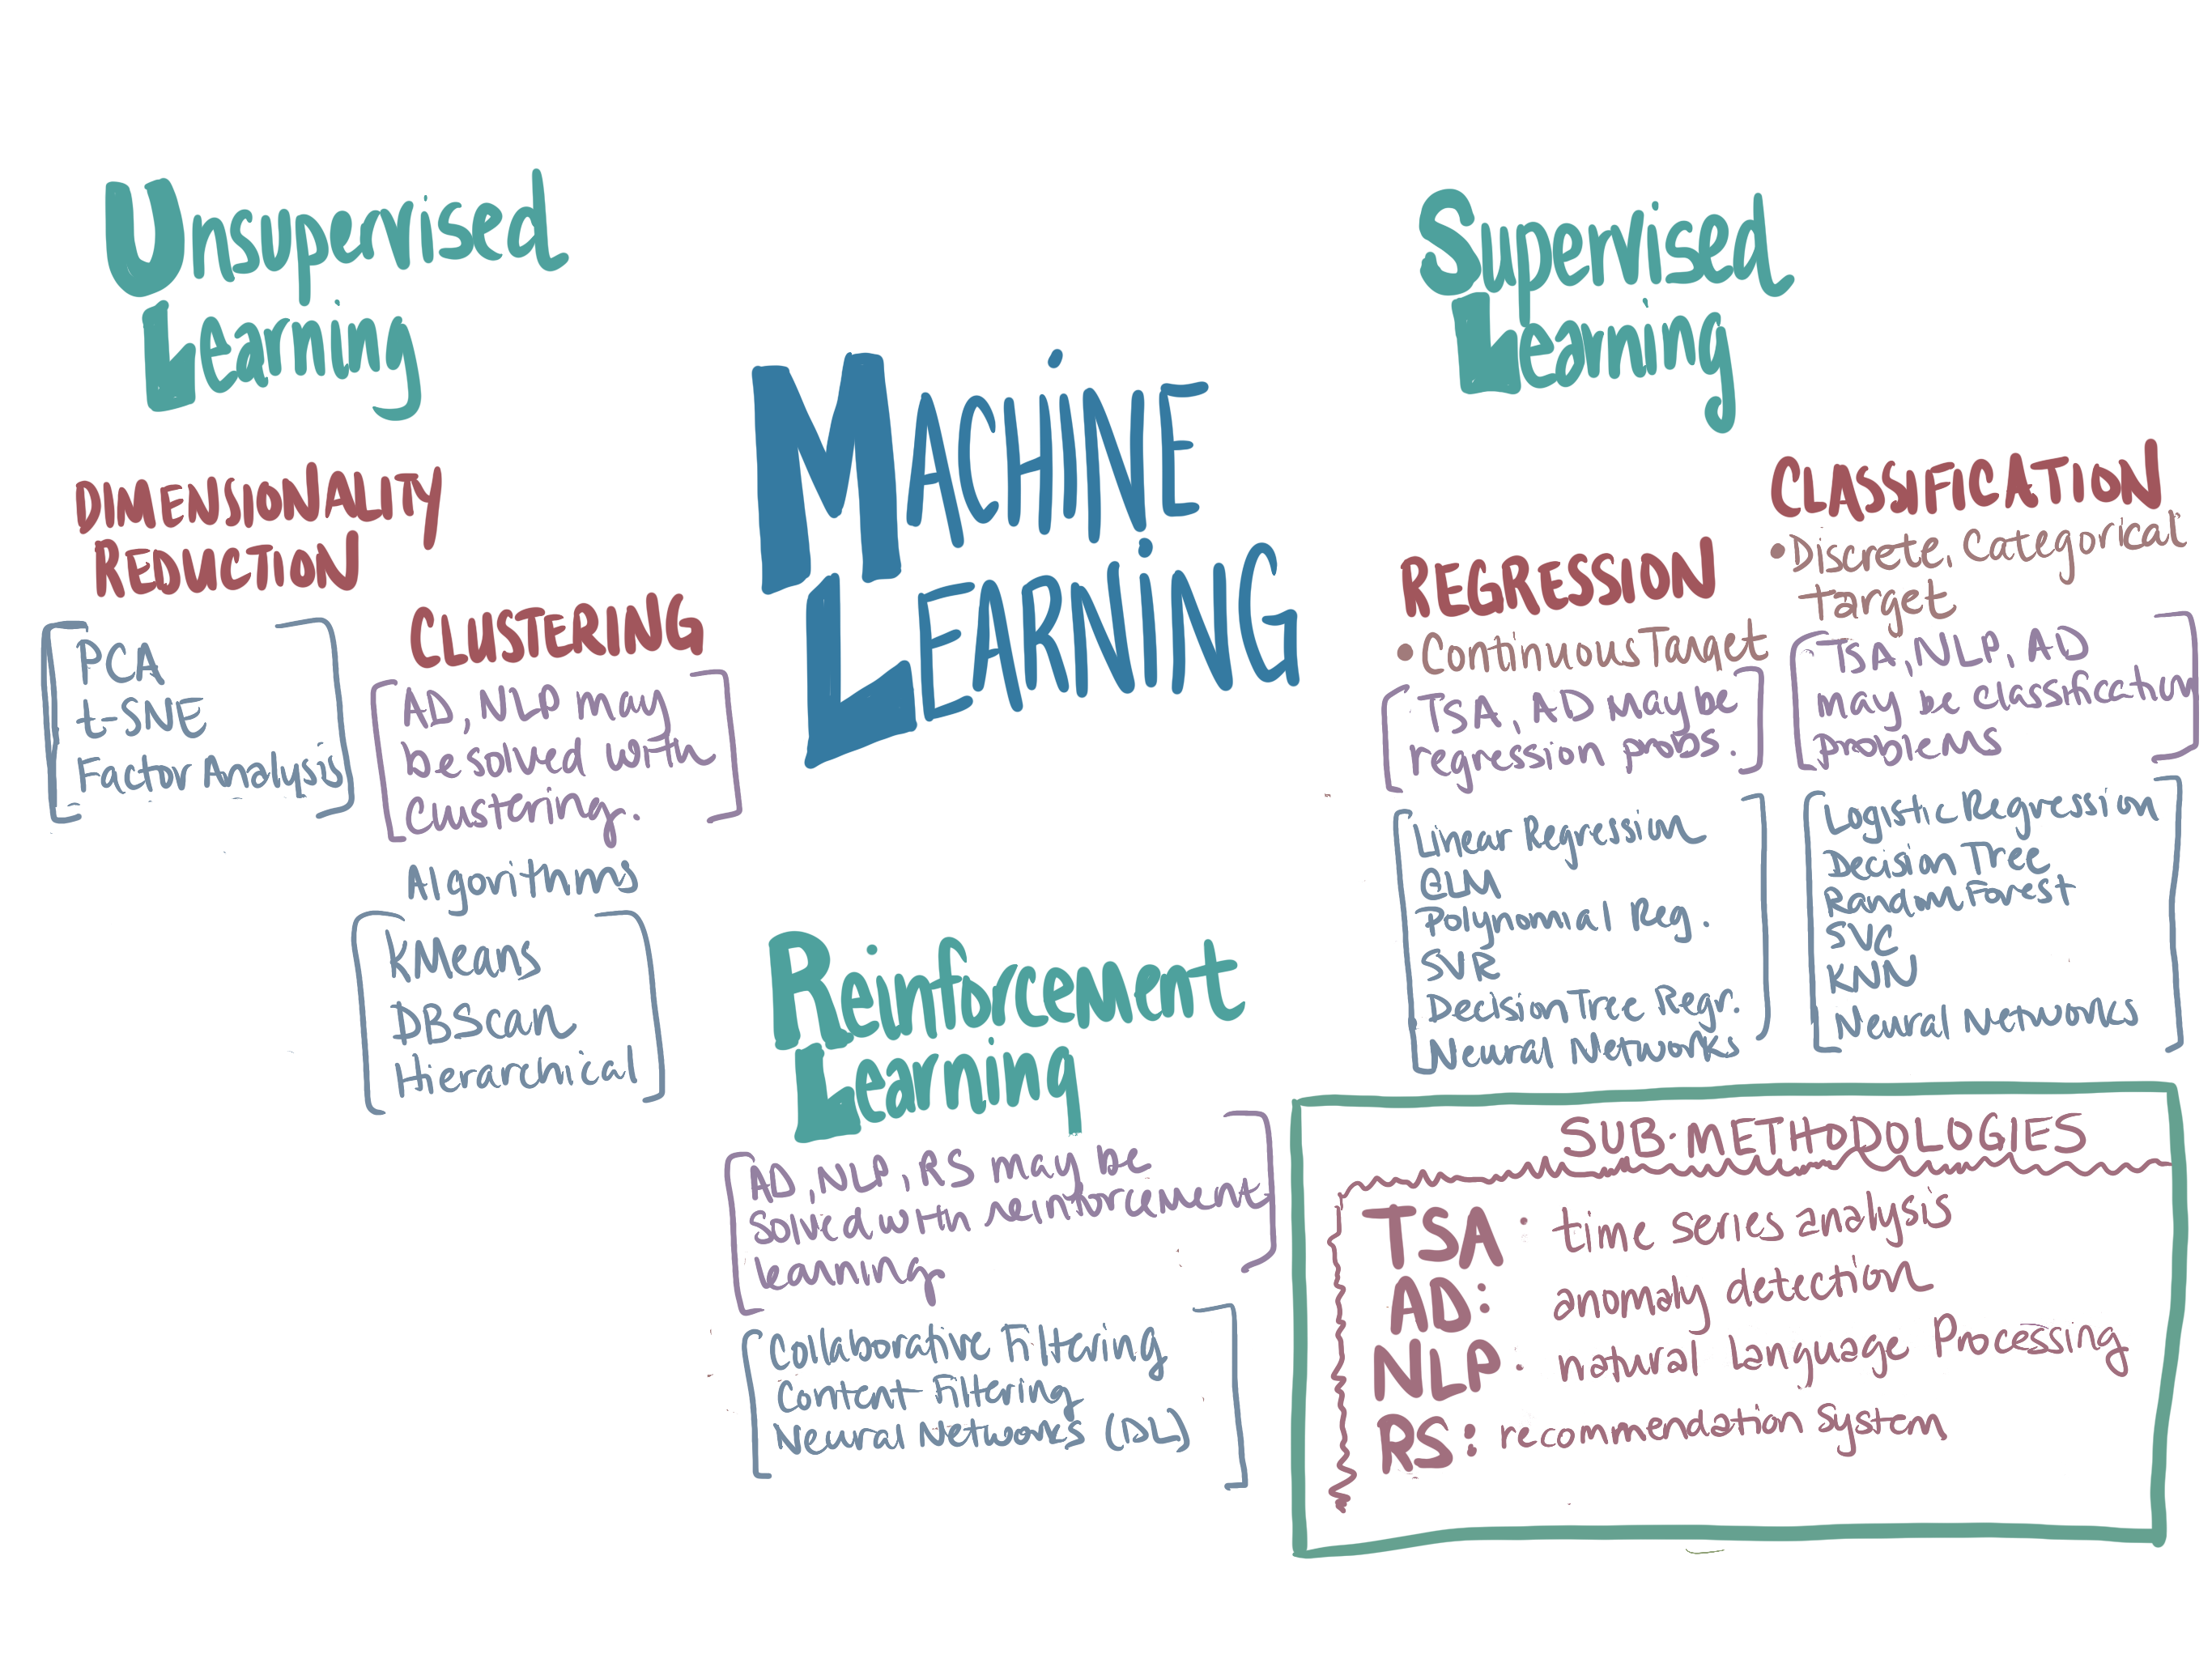 Unsupervised
Learning
DIMENSIONALITY
REDUCTION
PCA
t-SNE
Factor Analysis
CLUSTERING
AD, NLP may
be solved with
Clustering.
Algorithms
KMeans
DBScan
Hierarchical
MACHiNE
LEARNiNG
Reinforcement
Learning
AD, NLP, RS may be
solved with reinforcement
learning
Collaborative Filtering
Content Filtering
Neural Networks (DL)
Supervised
Learning
REGRESSION
• Continuous Target
TSA, AD may be
regression probs.
Linear Regression
GLM
Polynomial Reg.
SVR
Decision Tree Regr.
Neural Networks
CLASSIFICATION
• Discrete, Categorical
Target
TSA, NLP, AD
may be classification
problems
Logistic Regression
Decision Tree
Random Forest
SVC
KNN
Neural Networks
SUB-METHODOLOGIES
TSA: time series analysis
AD: anomaly detection
NLP: natural Language Processing
RS: recommendation system